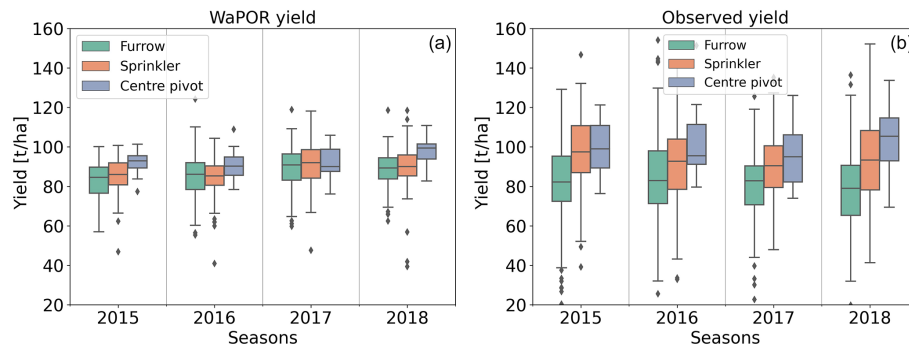 WaPOR yield
(a)
Furrow
Sprinkler
Centre pivot
Yield [t/ha]
160
140
120
100
80
60
40
20
2015 2016 2017 2018
Seasons
Observed yield
(b)
Furrow
Sprinkler
Centre pivot
Yield [t/ha]
160
140
120
100
80
60
40
20
2015 2016 2017 2018
Seasons